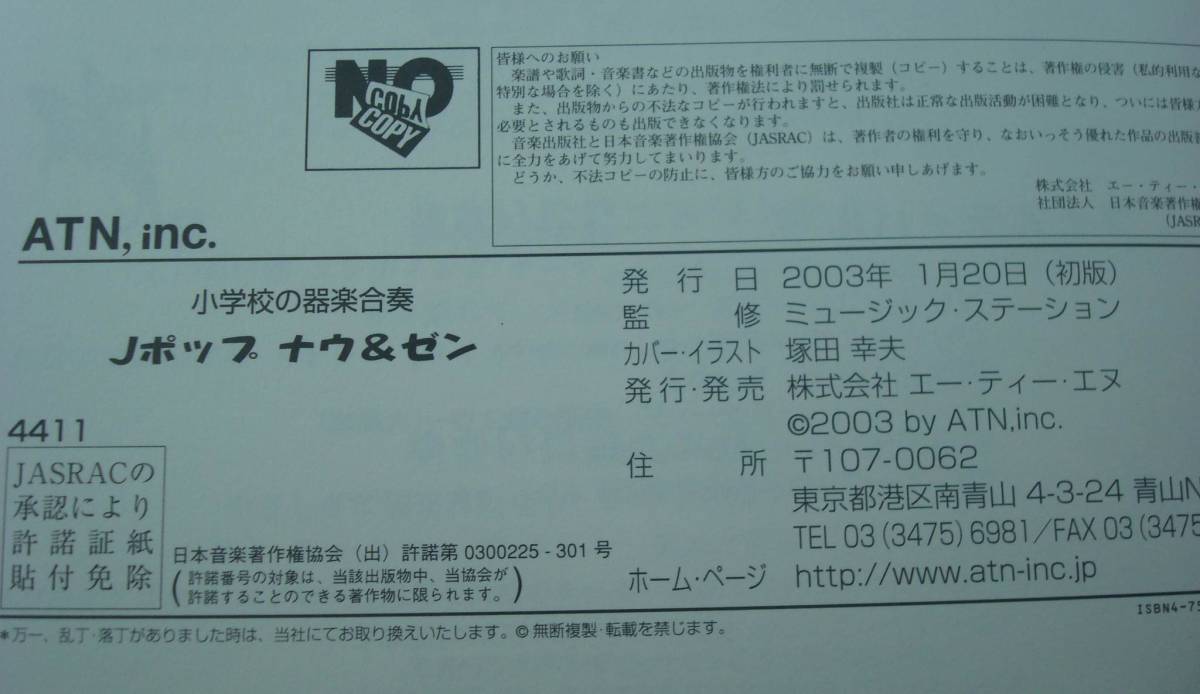 NO
COPY
COPY
皆様へのお願い
楽譜や歌詞・音楽書などの出版物を権利者に無断で複製（コピー）することは、著作権の侵害（私的利用な
特別な場合を除く）にあたり、著作権法により罰せられます。
また、出版物からの不法なコピーが行われますと、出版社は正常な出版活動が困難となり、ついには皆様
必要とされるものも出版できなくなります。
音楽出版社と日本音楽著作権協会（JASRAC）は、著作者の権利を守り、なおいっそう優れた作品の出版
に全力をあげて努力してまいります。
どうか、不法コピーの防止に、皆様方のご協力をお願い申しあげます。
株式会社　エー・ティー・
社団法人　日本音楽著作権
（JASR
ATN, inc.
小学校の器楽合奏
Jポップ ナウ&ゼン
4411
JASRACの
承認により
許諾証紙
貼付免除
日本音楽著作権協会（出）許諾第 0300225 - 301 号
（許諾番号の対象は、当該出版物中、当協会が
許諾することのできる著作物に限られます。）
発行日 2003年 1月20日（初版）
監修 ミュージック・ステーション
カバー・イラスト 塚田 幸夫
発行・発売 株式会社 エー・ティー・エヌ
©2003 by ATN,inc.
住所 〒107-0062
東京都港区南青山 4-3-24 青山N
TEL 03 (3475) 6981／FAX 03 (3475
ホーム・ページ http://www.atn-inc.jp
ISBN4-75
*万一、乱丁・落丁がありました時は、当社にてお取り換えいたします。© 無断複製・転載を禁じます。